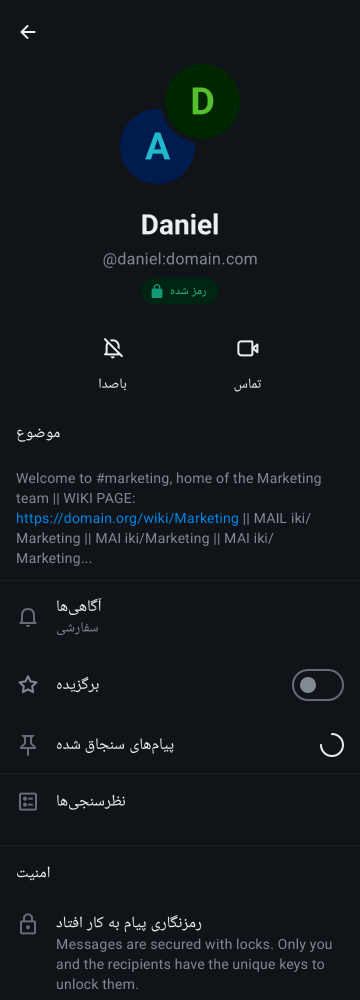 D
A
Daniel
@daniel:domain.com
رمز شده
باصدا
تماس
موضوع
Welcome to #marketing, home of the Marketing
team || WIKI PAGE:
https://domain.org/wiki/Marketing || MAIL iki/
Marketing || MAI iki/Marketing || MAI iki/
Marketing...
آگاهی‌ها
سفارشی
برگزیده
پیام‌های سنجاق شده
نظرسنجی‌ها
امنیت
رمزنگاری پیام به کار افتاد
Messages are secured with locks. Only you
and the recipients have the unique keys to
unlock them.